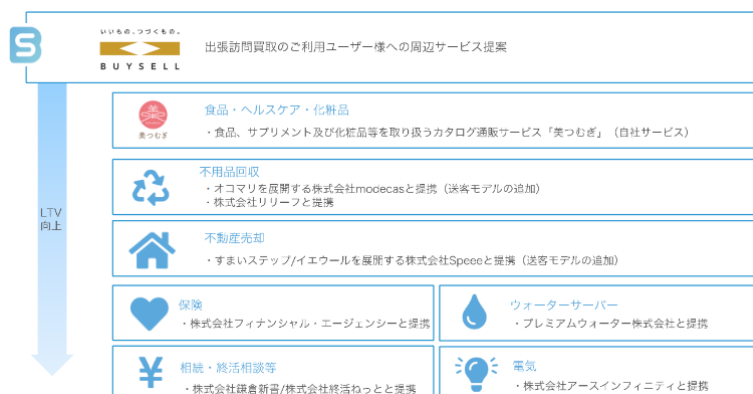 S
いいもの、つづくもの。
BUYSELL
出張訪問買取のご利用ユーザー様への周辺サービス提案
LTV
向上
美
美つむぎ
食品・ヘルスケア・化粧品
・食品、サプリメント及び化粧品等を取り扱うカタログ通販サービス「美つむぎ」（自社サービス）
不用品回収
・オコマリを展開する株式会社modecasと提携（送客モデルの追加）
・株式会社リリーフと提携
不動産売却
・すまいステップ/イエウールを展開する株式会社Speeeと提携（送客モデルの追加）
保険
・株式会社フィナンシャル・エージェンシーと提携
ウォーターサーバー
・プレミアムウォーター株式会社と提携
¥
相続・終活相談等
・株式会社鎌倉新書/株式会社終活ねっとと提携
電気
・株式会社アースインフィニティと提携